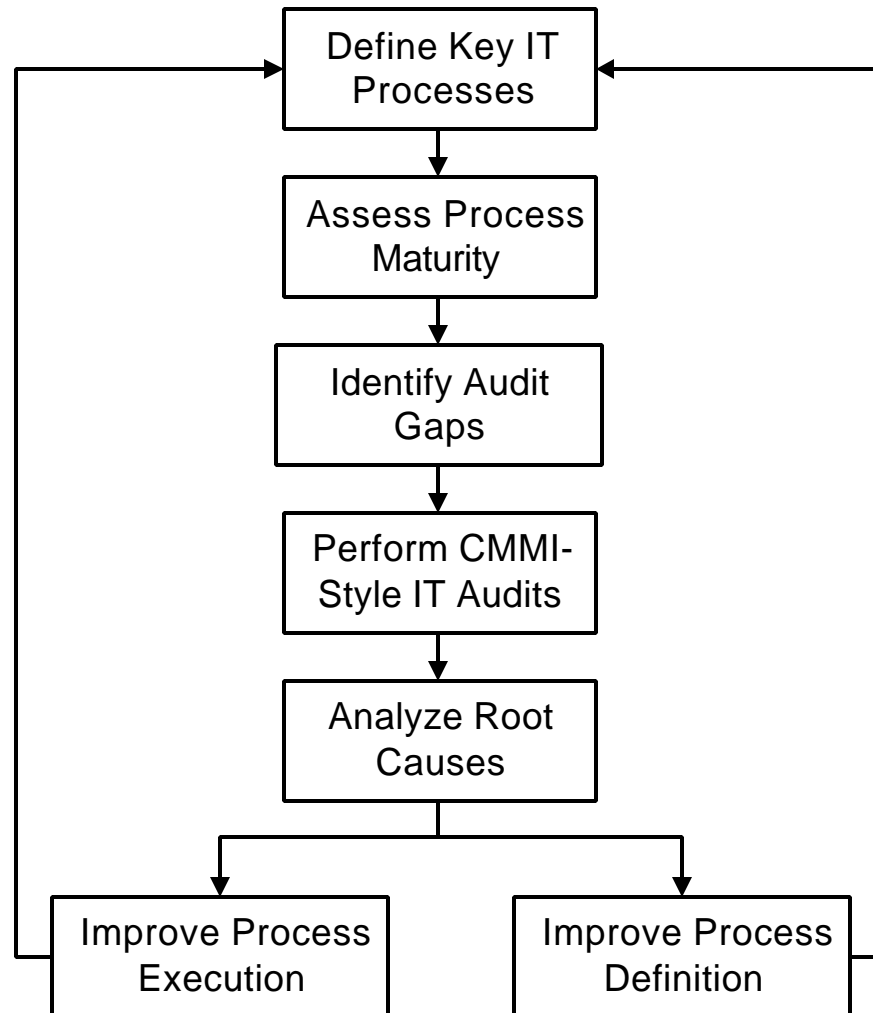 Define Key IT
Processes
Assess Process
Maturity
Identify Audit
Gaps
Perform CMMI-
Style IT Audits
Analyze Root
Causes
Improve Process
Execution
Improve Process
Definition